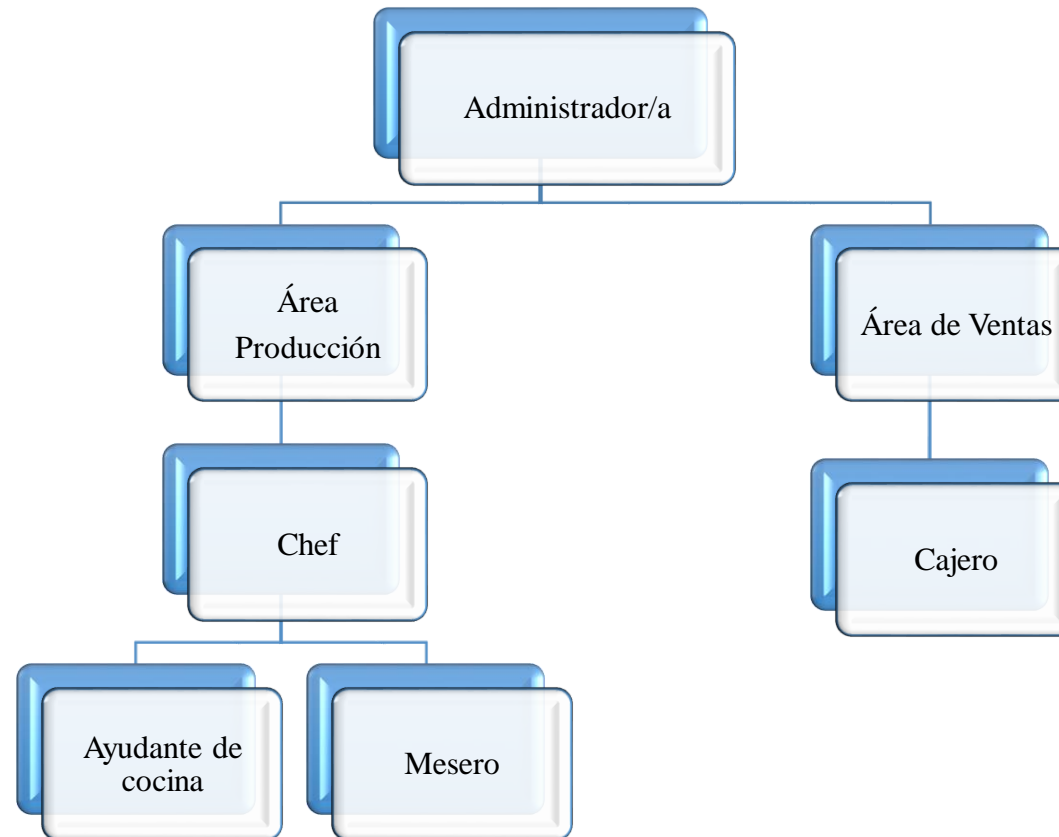 Administrador/a
Área
Producción
Área de Ventas
Chef
Cajero
Ayudante de
cocina
Mesero